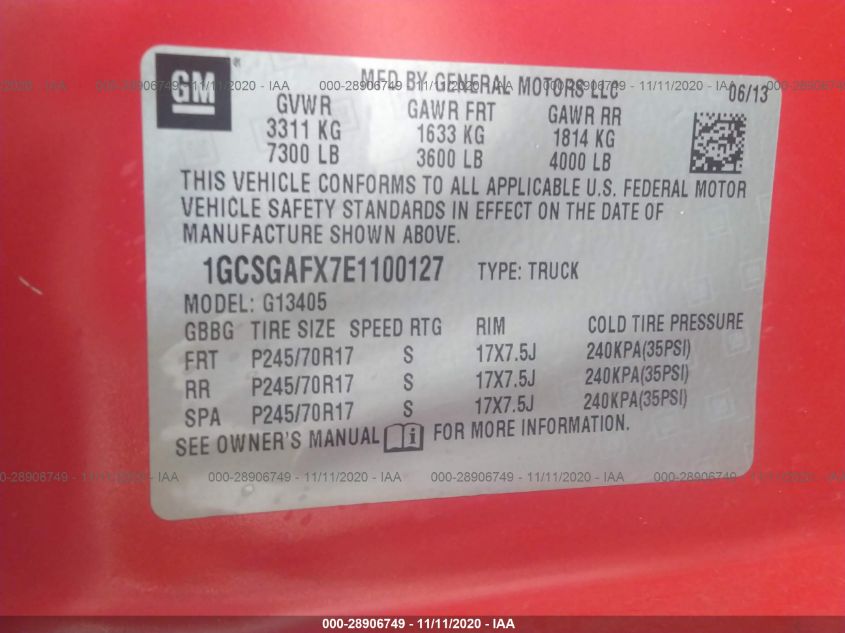 GM®
MFD BY GENERAL MOTORS LLC
06/13
GVWR GAWR FRT GAWR RR
3311 KG 1633 KG 1814 KG
7300 LB 3600 LB 4000 LB
THIS VEHICLE CONFORMS TO ALL APPLICABLE U.S. FEDERAL MOTOR
VEHICLE SAFETY STANDARDS IN EFFECT ON THE DATE OF
MANUFACTURE SHOWN ABOVE.
1GCSGAFX7E1100127 TYPE: TRUCK
MODEL: G13405
GBBG TIRE SIZE SPEED RTG RIM COLD TIRE PRESSURE
FRT P245/70R17 S 17X7.5J 240KPA(35PSI)
RR P245/70R17 S 17X7.5J 240KPA(35PSI)
SPA P245/70R17 S 17X7.5J 240KPA(35PSI)
SEE OWNER'S MANUAL i FOR MORE INFORMATION.
000-28906749 - 11/11/2020 - IAA